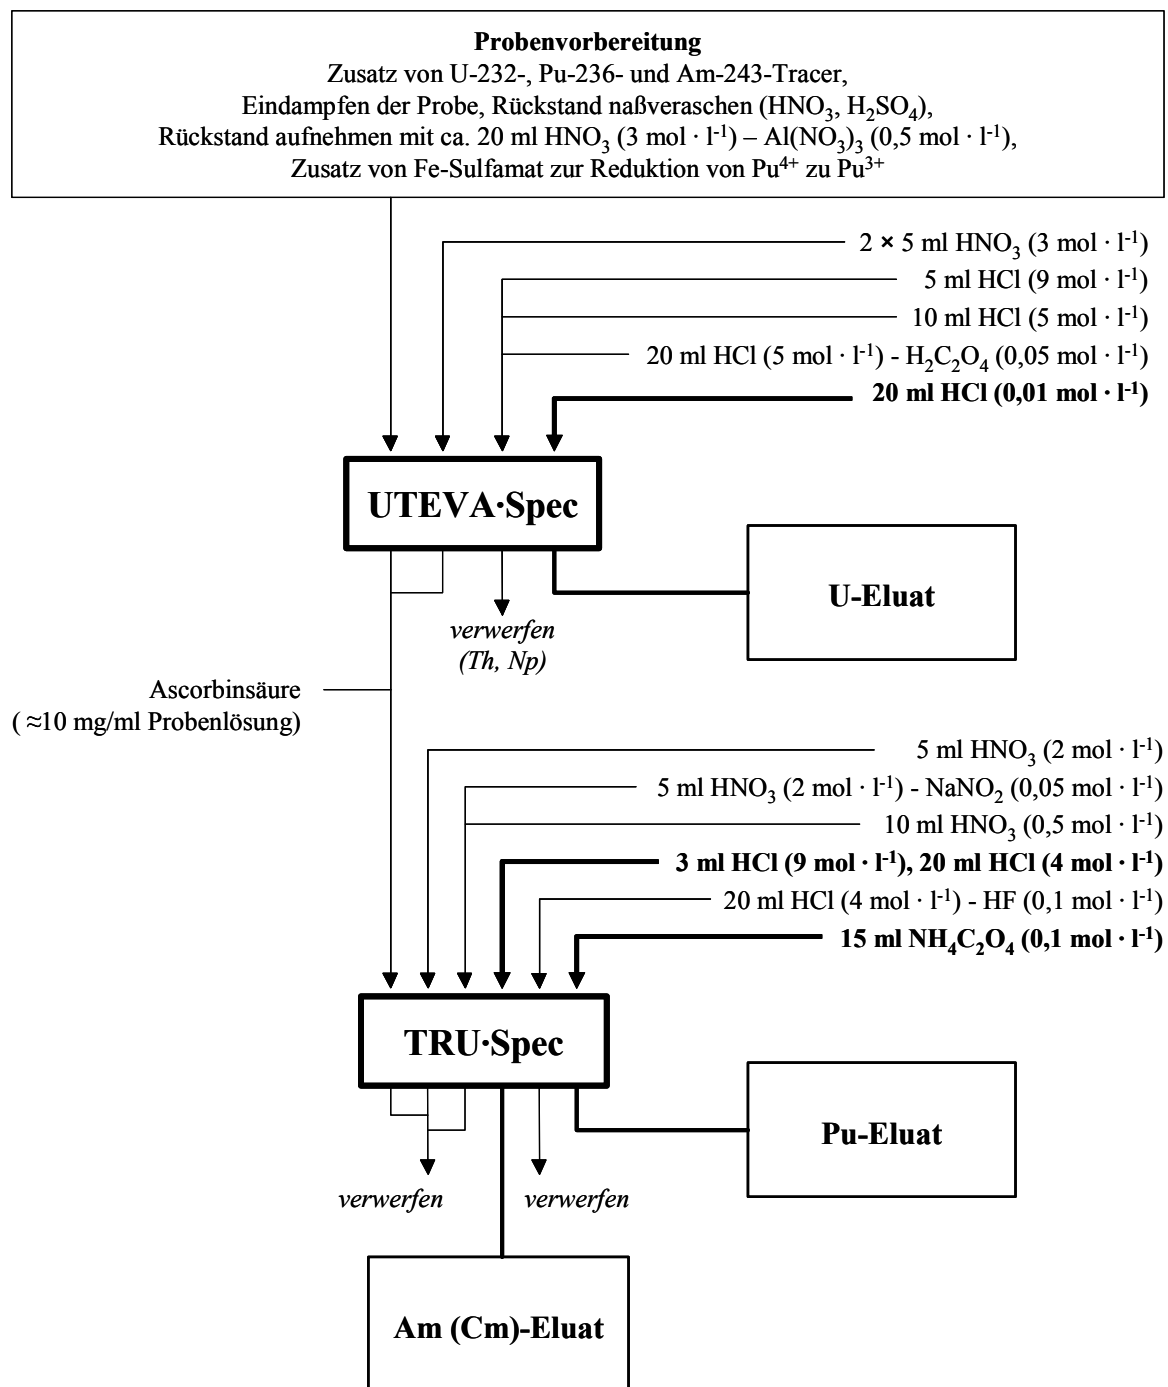 Probenvorbereitung
Zusatz von U-232-, Pu-236- und Am-243-Tracer,
Eindampfen der Probe, Rückstand naßveraschen (HNO₃, H₂SO₄),
Rückstand aufnehmen mit ca. 20 ml HNO₃ (3 mol · l⁻¹) – Al(NO₃)₃ (0,5 mol · l⁻¹),
Zusatz von Fe-Sulfamat zur Reduktion von Pu⁴⁺ zu Pu³⁺
2 × 5 ml HNO₃ (3 mol · l⁻¹)
5 ml HCl (9 mol · l⁻¹)
10 ml HCl (5 mol · l⁻¹)
20 ml HCl (5 mol · l⁻¹) - H₂C₂O₄ (0,05 mol · l⁻¹)
20 ml HCl (0,01 mol · l⁻¹)
UTEVA·Spec
U-Eluat
verwerfen
(Th, Np)
Ascorbinsäure
( ≈10 mg/ml Probenlösung)
5 ml HNO₃ (2 mol · l⁻¹)
5 ml HNO₃ (2 mol · l⁻¹) - NaNO₂ (0,05 mol · l⁻¹)
10 ml HNO₃ (0,5 mol · l⁻¹)
3 ml HCl (9 mol · l⁻¹), 20 ml HCl (4 mol · l⁻¹)
20 ml HCl (4 mol · l⁻¹) - HF (0,1 mol · l⁻¹)
15 ml NH₄C₂O₄ (0,1 mol · l⁻¹)
TRU·Spec
Pu-Eluat
verwerfen
verwerfen
Am (Cm)-Eluat